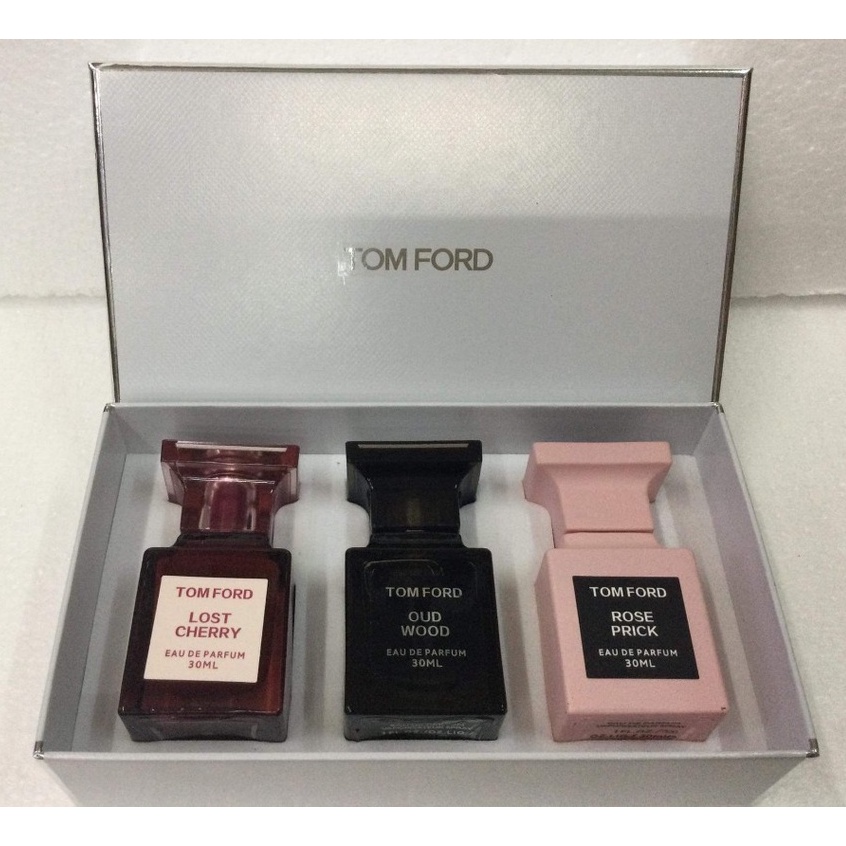 TOM FORD
TOM FORD
LOST
CHERRY
EAU DE PARFUM
30ML
TOM FORD
OUD
WOOD
EAU DE PARFUM
30ML
TOM FORD
ROSE
PRICK
EAU DE PARFUM
30ML